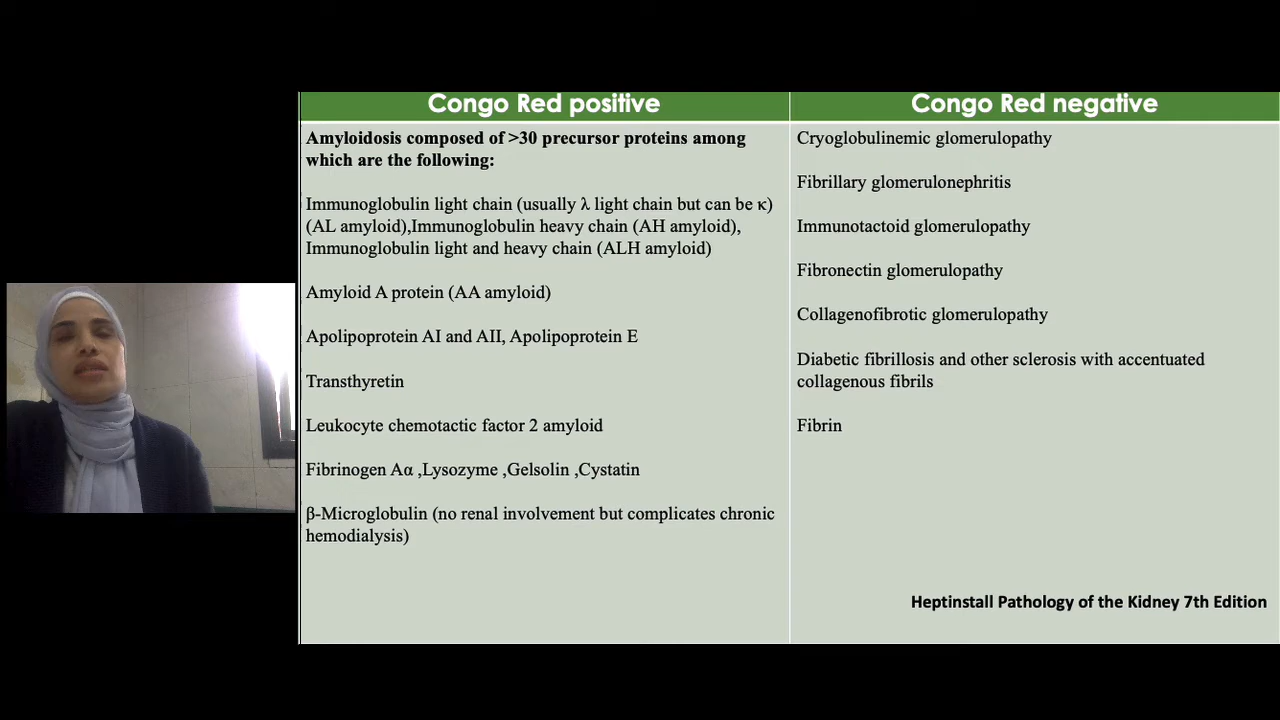 Congo Red positive
Amyloidosis composed of >30 precursor proteins among
which are the following:
Immunoglobulin light chain (usually λ light chain but can be κ)
(AL amyloid),Immunoglobulin heavy chain (AH amyloid),
Immunoglobulin light and heavy chain (ALH amyloid)
Amyloid A protein (AA amyloid)
Apolipoprotein AI and AII, Apolipoprotein E
Transthyretin
Leukocyte chemotactic factor 2 amyloid
Fibrinogen Aα ,Lysozyme ,Gelsolin ,Cystatin
β-Microglobulin (no renal involvement but complicates chronic
hemodialysis)
Congo Red negative
Cryoglobulinemic glomerulopathy
Fibrillary glomerulonephritis
Immunotactoid glomerulopathy
Fibronectin glomerulopathy
Collagenofibrotic glomerulopathy
Diabetic fibrillosis and other sclerosis with accentuated
collagenous fibrils
Fibrin
Heptinstall Pathology of the Kidney 7th Edition